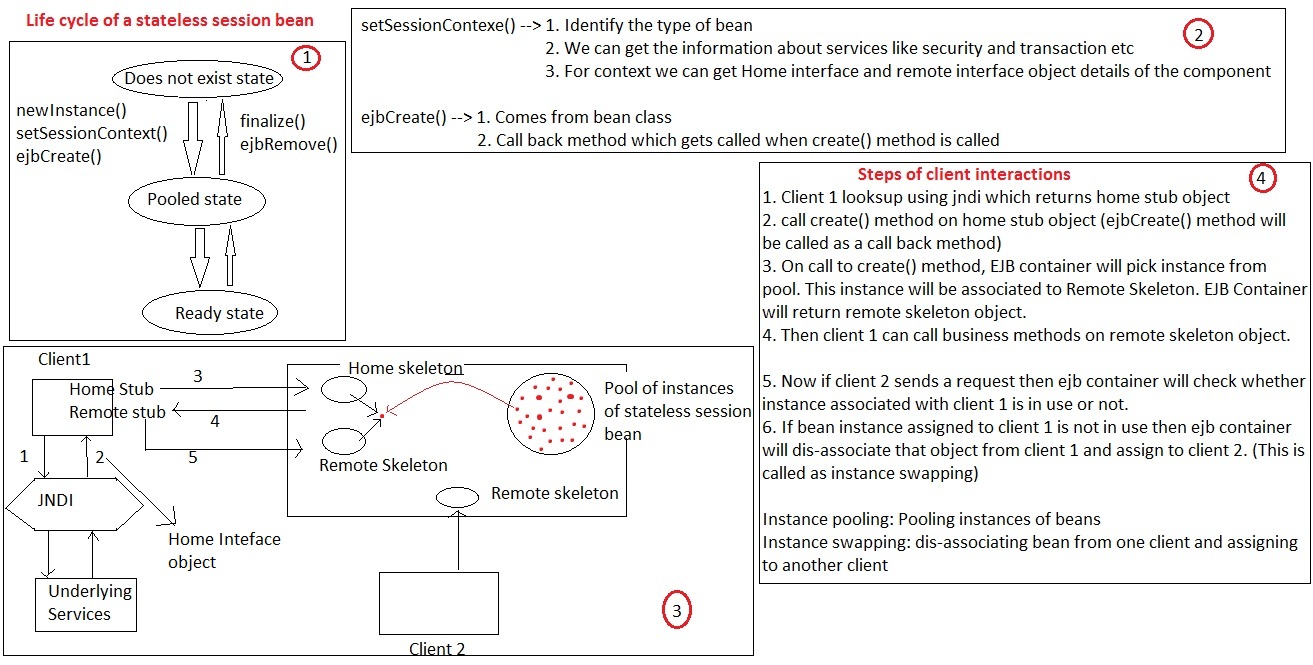 Life cycle of a stateless session bean
1
Does not exist state
newInstance()
setSessionContext()
ejbCreate()
finalize()
ejbRemove()
Pooled state
Ready state
setSessionContexe() --> 1. Identify the type of bean
2. We can get the information about services like security and transaction etc
3. For context we can get Home interface and remote interface object details of the component
2
ejbCreate() --> 1. Comes from bean class
2. Call back method which gets called when create() method is called
Client1
Home Stub
Remote stub
3
4
5
1
2
JNDI
Home Inteface
object
Underlying
Services
Home skeleton
Remote Skeleton
Pool of instances
of stateless session
bean
Remote skeleton
Client 2
3
Steps of client interactions
4
1. Client 1 looksup using jndi which returns home stub object
2. call create() method on home stub object (ejbCreate() method will
be called as a call back method)
3. On call to create() method, EJB container will pick instance from
pool. This instance will be associated to Remote Skeleton. EJB Container
will return remote skeleton object.
4. Then client 1 can call business methods on remote skeleton object.
5. Now if client 2 sends a request then ejb container will check whether
instance associated with client 1 is in use or not.
6. If bean instance assigned to client 1 is not in use then ejb container
will dis-associate that object from client 1 and assign to client 2. (This is
called as instance swapping)
Instance pooling: Pooling instances of beans
Instance swapping: dis-associating bean from one client and assigning
to another client